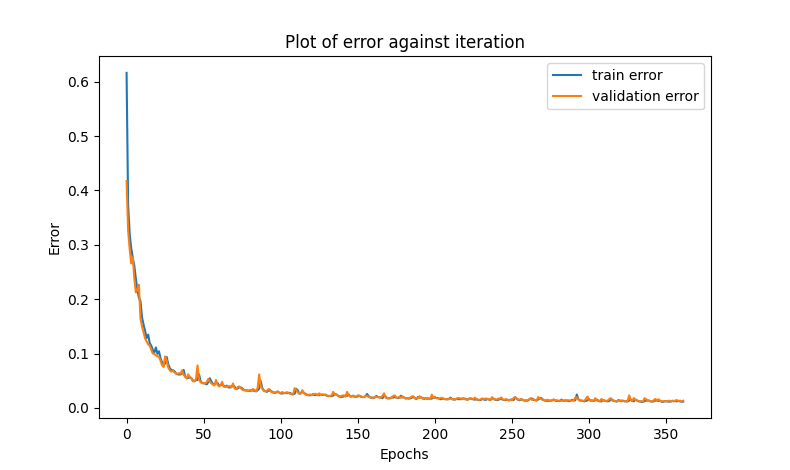 Plot of error against iteration
train error
validation error
0.6
0.5
0.4
0.3
0.2
0.1
0.0
Error
0 50 100 150 200 250 300 350
Epochs